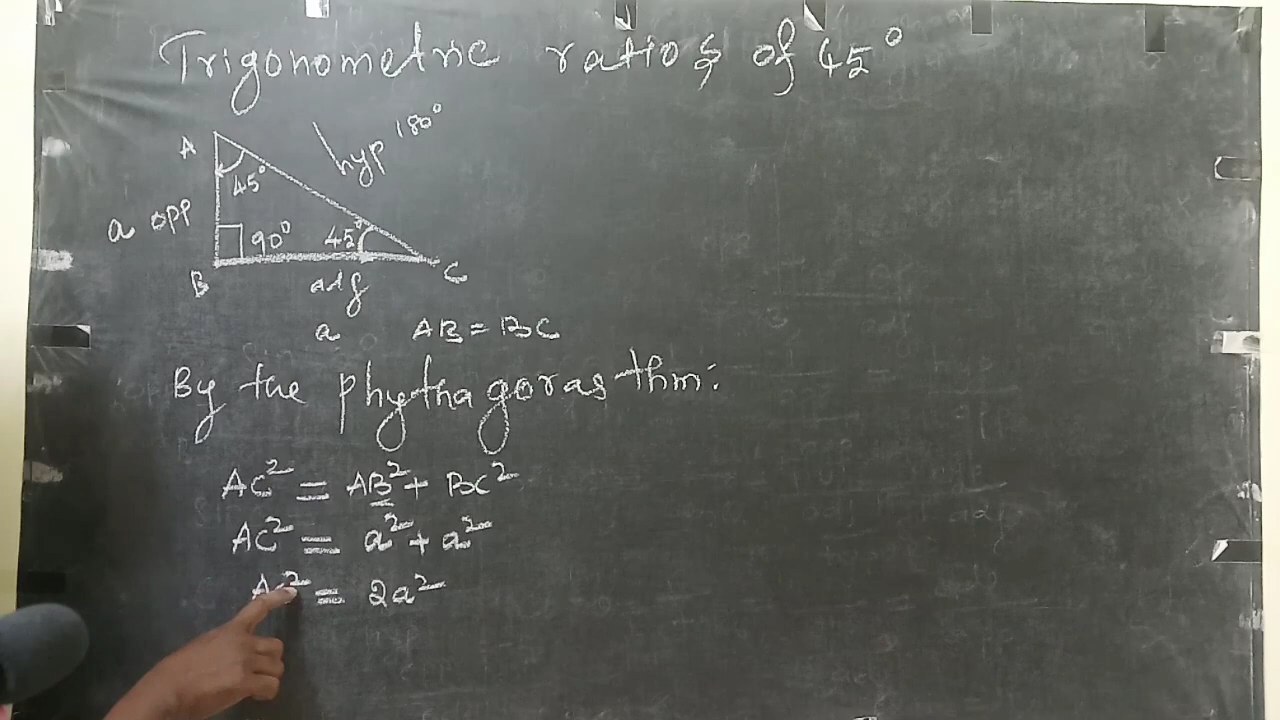 Trigonometric ratios of 45°
A
45°
hyp 180°
a opp
90°
45°
B
adj
C
a
AB = BC
By the phythagoras thm:
AC² = AB² + BC²
AC² = a² + a²
AC² = 2a²